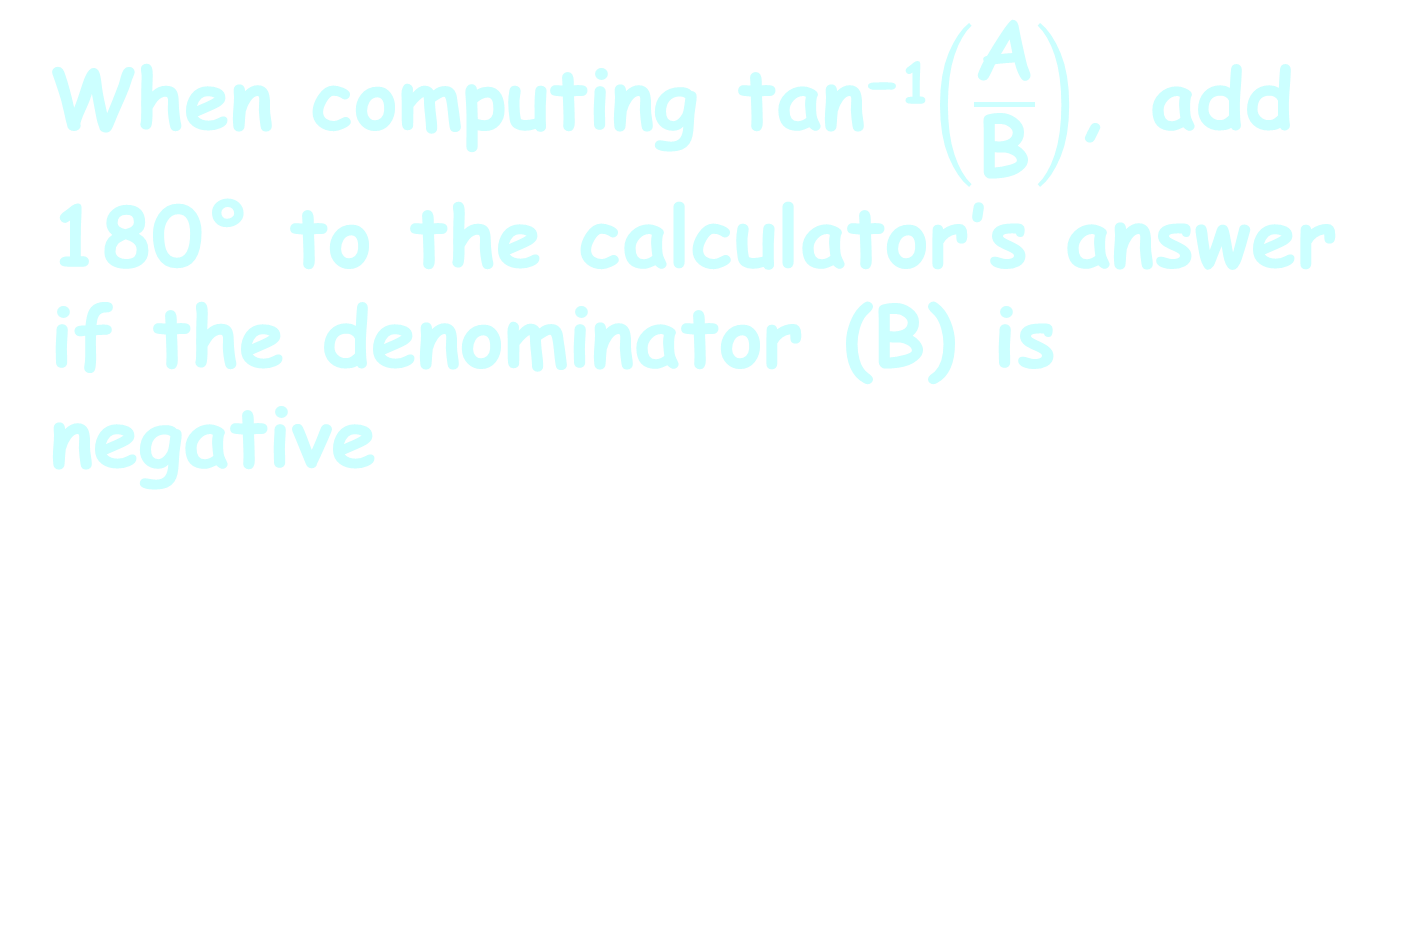 When computing tan⁻¹(A/B), add
180° to the calculator's answer
if the denominator (B) is
negative